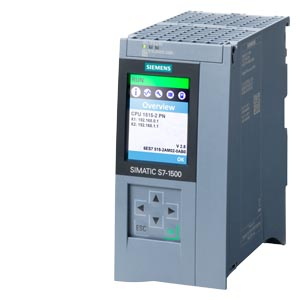 SIEMENS
RUN
Overview
CPU 1515-2 PN
X1: 192.168.0.1
X2: 192.168.1.1
V 2.8
6ES7 515-2AM02-0AB0
OK
SIMATIC S7-1500
ESC